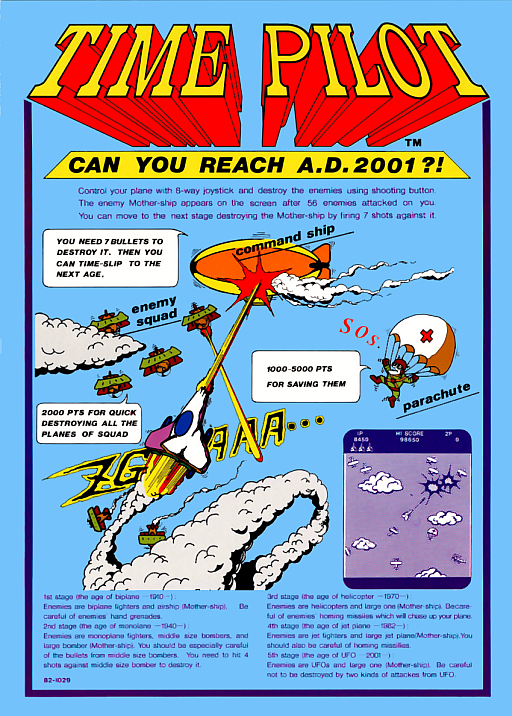 TIME PILOT
TM
CAN YOU REACH A.D. 2001?!
Control your plane with 8-way joystick and destroy the enemies using shooting button.
The enemy Mother-ship appears on the screen after 56 enemies attacked on you.
You can move to the next stage destroying the Mother-ship by firing 7 shots against it.
YOU NEED 7 BULLETS TO
DESTROY IT. THEN YOU
CAN TIME-SLIP TO THE
NEXT AGE.
command ship
enemy
squad
SOS
1000-5000 PTS
FOR SAVING THEM
parachute
2000 PTS FOR QUICK
DESTROYING ALL THE
PLANES OF SQUAD
ZGAAA...
1P HI SCORE 2P
8455 98650 0
1st stage (the age of biplane —1910—) :
Enemies are biplane fighters and airship (Mother-ship). Be
careful of enemies' hand grenades.
2nd stage (the age of monolane —1940—) :
Enemies are monoplane fighters, middle size bombers, and
large bomber (Mother-ship). You should be especially careful
of the bullets from middle size bombers. You need to hit 4
shots against middle size bomber to destroy it.
82-1029
3rd stage (the age of helicopter —1970—) :
Enemies are helicopters and large one (Mother-ship). Becare-
ful of enemies' homing missiles which will chase up your plane.
4th stage (the age of jet plane —1982—) :
Enemies are jet fighters and large jet plane(Mother-ship).You
should also be careful of homing missiles.
5th stage (the age of UFO —2001—) :
Enemies are UFOs and large one (Mother-ship). Be careful
not to be destroyed by two kinds of attackes from UFO.